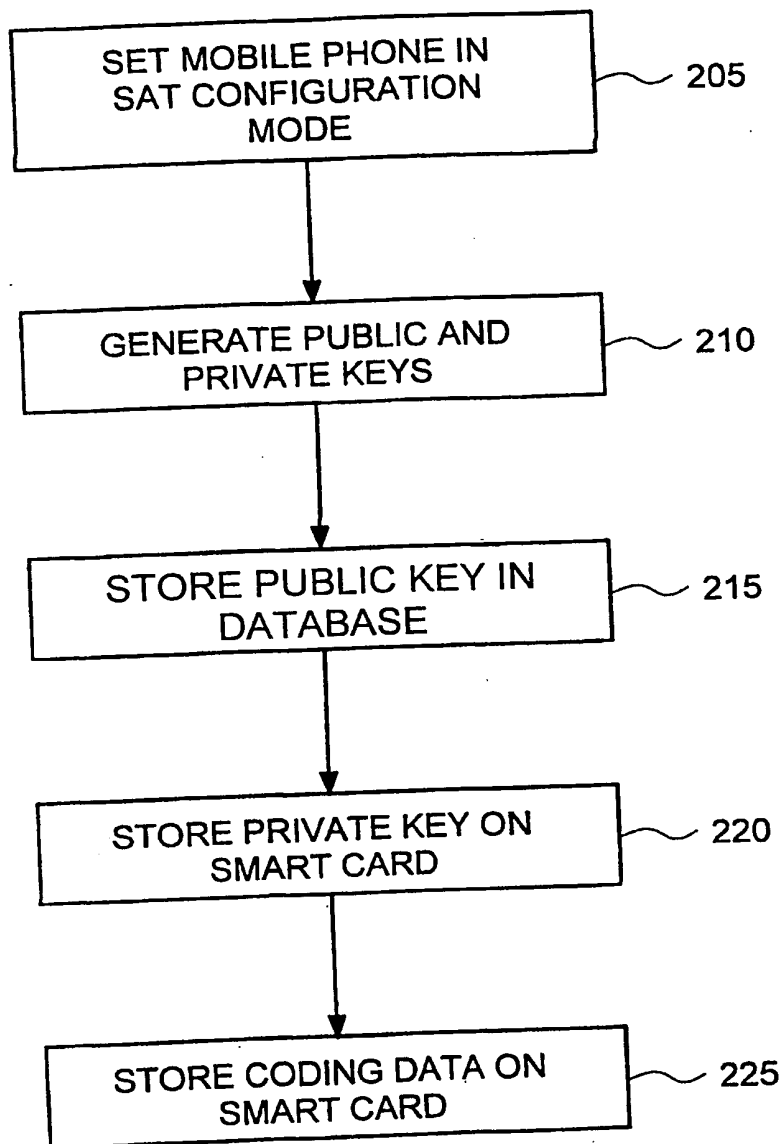 SET MOBILE PHONE IN
SAT CONFIGURATION
MODE
205
GENERATE PUBLIC AND
PRIVATE KEYS
210
STORE PUBLIC KEY IN
DATABASE
215
STORE PRIVATE KEY ON
SMART CARD
220
STORE CODING DATA ON
SMART CARD
225